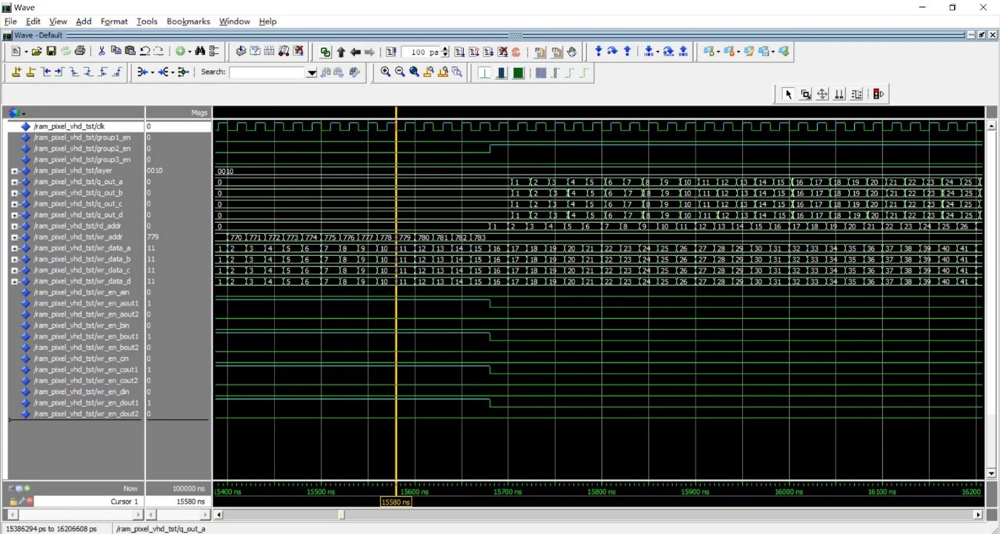 Wave
File Edit View Add Format Tools Bookmarks Window Help
Wave - Default
100 ps
Search:
Msgs
/ram_pixel_vhd_tst/clk 0
/ram_pixel_vhd_tst/group1_en 0
/ram_pixel_vhd_tst/group2_en 0
/ram_pixel_vhd_tst/group3_en 0
/ram_pixel_vhd_tst/layer 0010 0010
/ram_pixel_vhd_tst/q_out_a 0 0 1 2 3 4 5 6 7 8 9 10 11 12 13 14 15 16 17 18 19 20 21 22 23 24 25
/ram_pixel_vhd_tst/q_out_b 0 0 1 2 3 4 5 6 7 8 9 10 11 12 13 14 15 16 17 18 19 20 21 22 23 24 25
/ram_pixel_vhd_tst/q_out_c 0 0 1 2 3 4 5 6 7 8 9 10 11 12 13 14 15 16 17 18 19 20 21 22 23 24 25
/ram_pixel_vhd_tst/q_out_d 0 0 1 2 3 4 5 6 7 8 9 10 11 12 13 14 15 16 17 18 19 20 21 22 23 24 25
/ram_pixel_vhd_tst/rd_addr 0 0 1 2 3 4 5 6 7 8 9 10 11 12 13 14 15 16 17 18 19 20 21 22 23 24 25 26
/ram_pixel_vhd_tst/wr_addr 779 770 771 772 773 774 775 776 777 778 779 780 781 782 783
/ram_pixel_vhd_tst/wr_data_a 11 1 2 3 4 5 6 7 8 9 10 11 12 13 14 15 16 17 18 19 20 21 22 23 24 25 26 27 28 29 30 31 32 33 34 35 36 37 38 39 40 41
/ram_pixel_vhd_tst/wr_data_b 11 1 2 3 4 5 6 7 8 9 10 11 12 13 14 15 16 17 18 19 20 21 22 23 24 25 26 27 28 29 30 31 32 33 34 35 36 37 38 39 40 41
/ram_pixel_vhd_tst/wr_data_c 11 1 2 3 4 5 6 7 8 9 10 11 12 13 14 15 16 17 18 19 20 21 22 23 24 25 26 27 28 29 30 31 32 33 34 35 36 37 38 39 40 41
/ram_pixel_vhd_tst/wr_data_d 11 1 2 3 4 5 6 7 8 9 10 11 12 13 14 15 16 17 18 19 20 21 22 23 24 25 26 27 28 29 30 31 32 33 34 35 36 37 38 39 40 41
/ram_pixel_vhd_tst/wr_en_ain 0
/ram_pixel_vhd_tst/wr_en_aout1 1
/ram_pixel_vhd_tst/wr_en_aout2 0
/ram_pixel_vhd_tst/wr_en_bin 0
/ram_pixel_vhd_tst/wr_en_bout1 1
/ram_pixel_vhd_tst/wr_en_bout2 0
/ram_pixel_vhd_tst/wr_en_cin 0
/ram_pixel_vhd_tst/wr_en_cout1 1
/ram_pixel_vhd_tst/wr_en_cout2 0
/ram_pixel_vhd_tst/wr_en_din 0
/ram_pixel_vhd_tst/wr_en_dout1 1
/ram_pixel_vhd_tst/wr_en_dout2 0
Now 100000 ns 15400 ns 15500 ns 15600 ns 15700 ns 15800 ns 15900 ns 16000 ns 16100 ns 16200
Cursor 1 15580 ns 15580 ns
15386294 ps to 16206608 ps /ram_pixel_vhd_tst/q_out_a